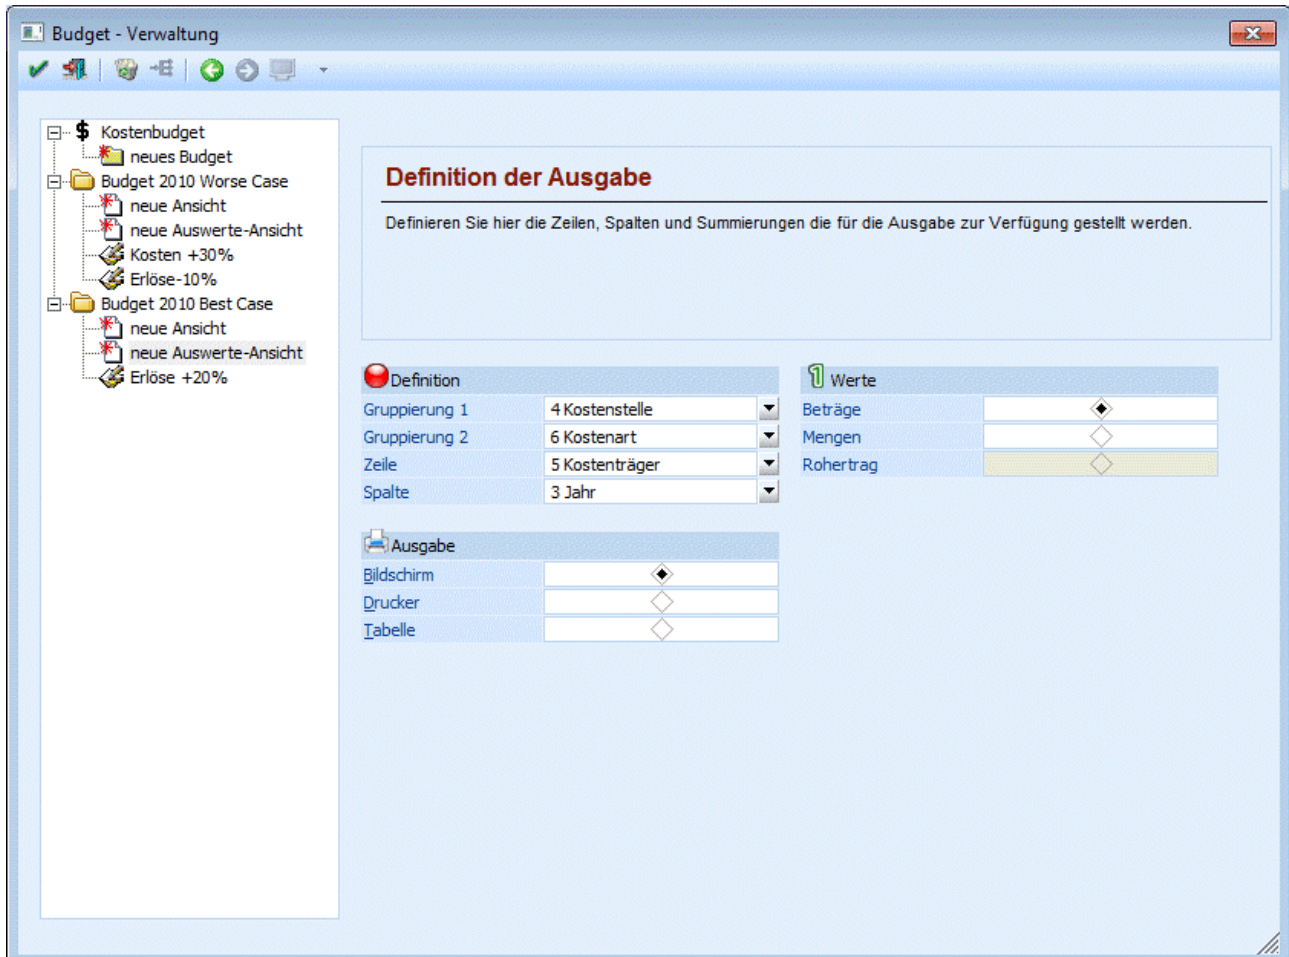 Budget - Verwaltung
$ Kostenbudget
neues Budget
Budget 2010 Worse Case
neue Ansicht
neue Auswerte-Ansicht
Kosten +30%
Erlöse-10%
Budget 2010 Best Case
neue Ansicht
neue Auswerte-Ansicht
Erlöse +20%
Definition der Ausgabe
Definieren Sie hier die Zeilen, Spalten und Summierungen die für die Ausgabe zur Verfügung gestellt werden.
Definition
Gruppierung 1 4 Kostenstelle
Gruppierung 2 6 Kostenart
Zeile 5 Kostenträger
Spalte 3 Jahr
Werte
Beträge
Mengen
Rohertrag
Ausgabe
Bildschirm
Drucker
Tabelle